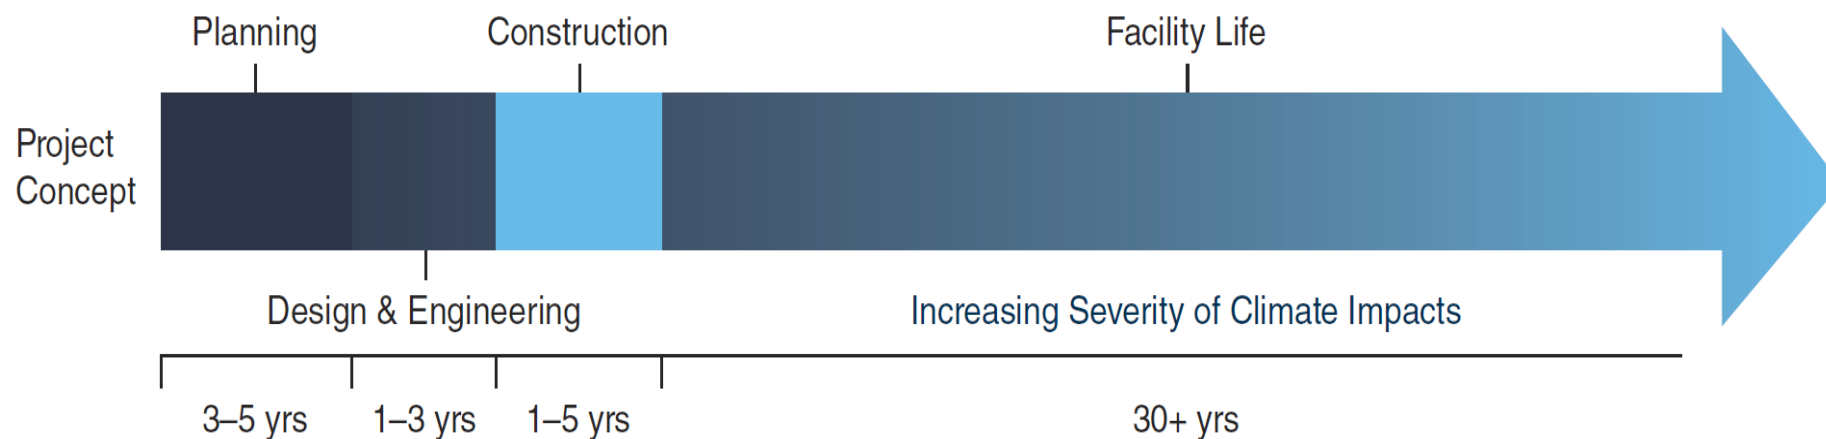 Planning
Construction
Facility Life
Project
Concept
Design & Engineering
Increasing Severity of Climate Impacts
3–5 yrs
1–3 yrs
1–5 yrs
30+ yrs